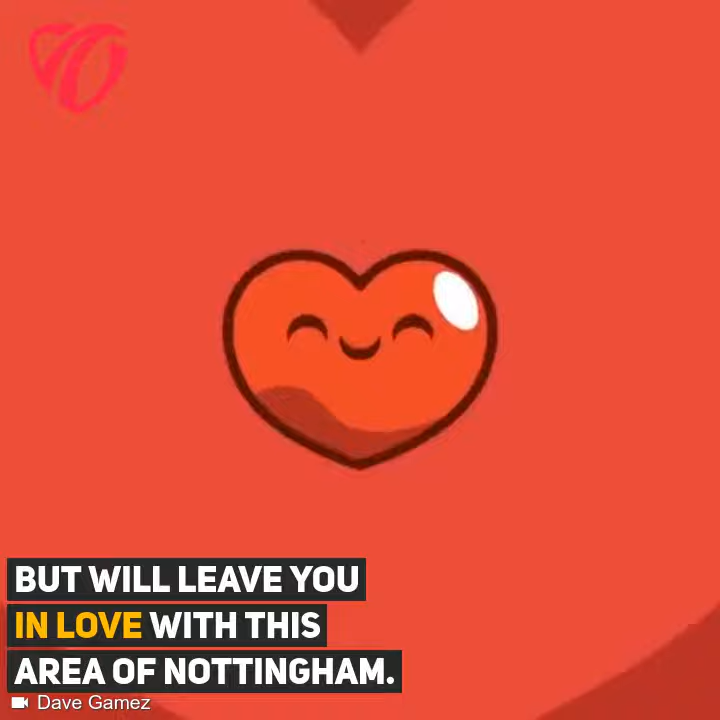 BUT WILL LEAVE YOU
IN LOVE WITH THIS
AREA OF NOTTINGHAM.
Dave Gamez